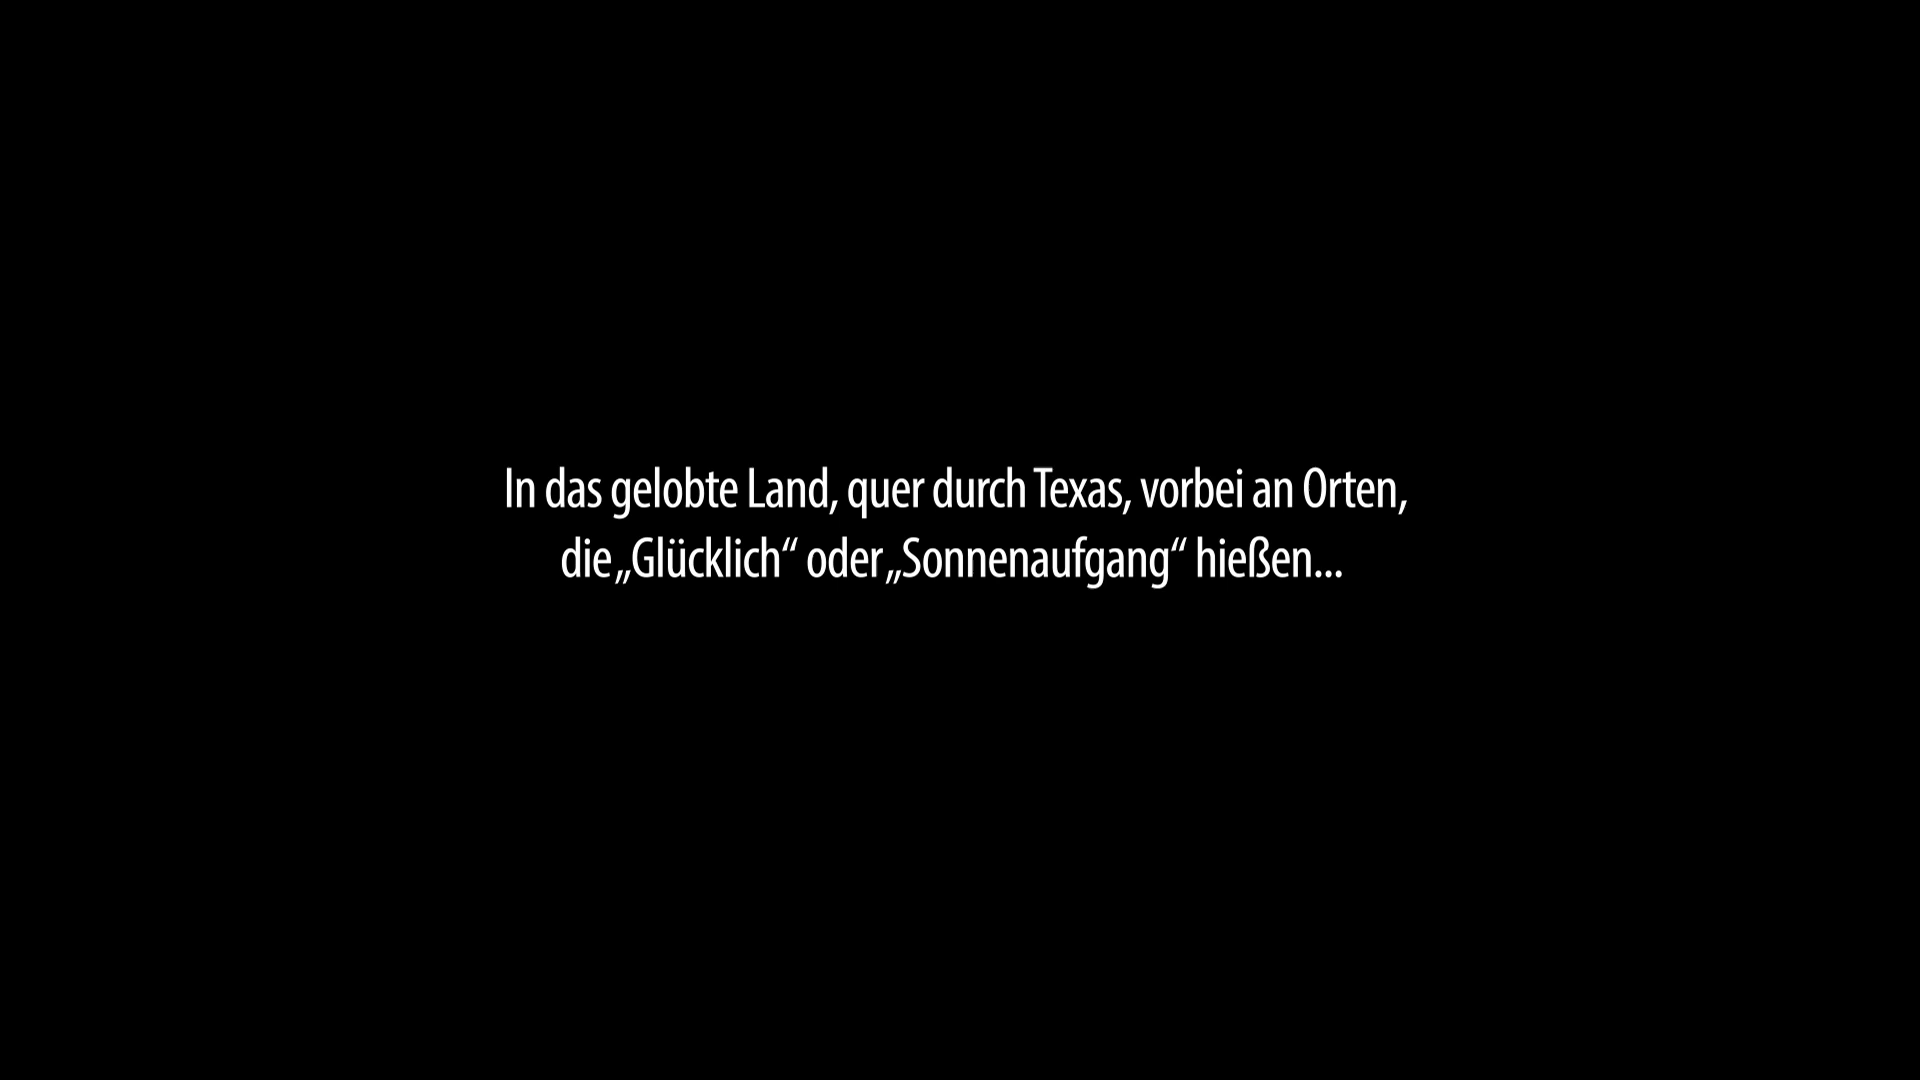 In das gelobte Land, quer durch Texas, vorbei an Orten,
die „Glücklich“ oder „Sonnenaufgang“ hießen...